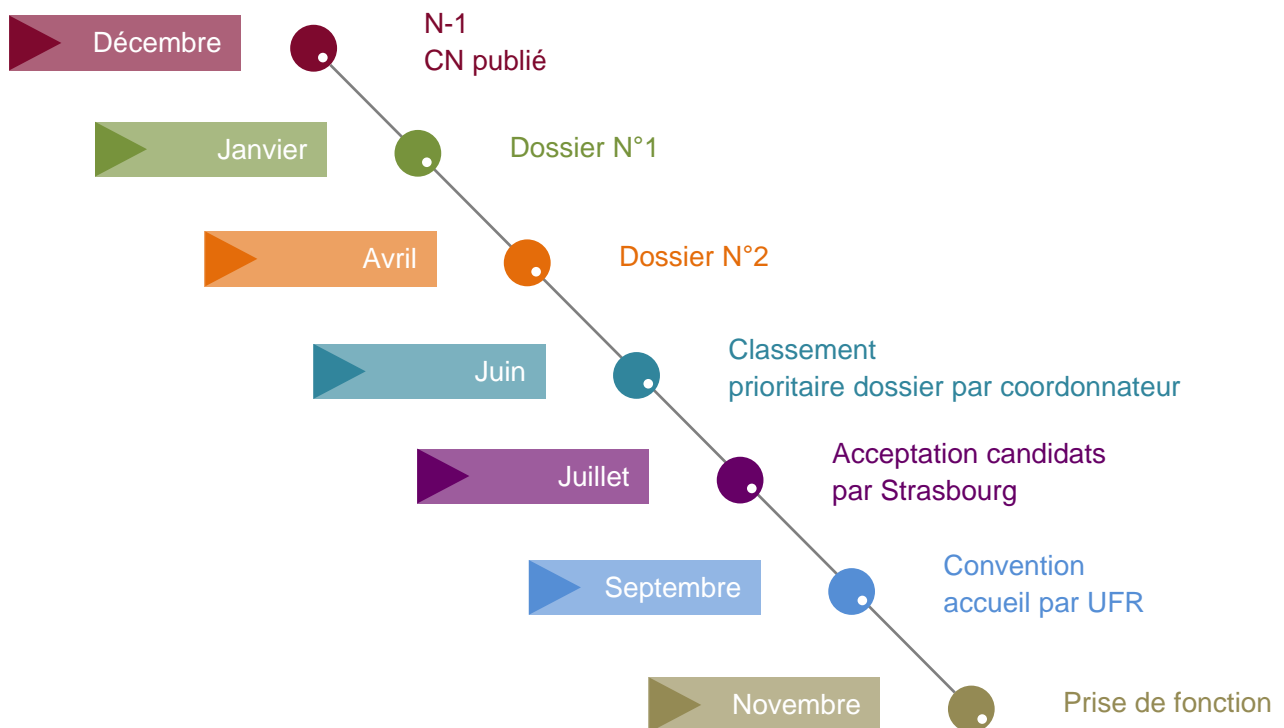 Décembre
N-1
CN publié
Janvier
Dossier N°1
Avril
Dossier N°2
Juin
Classement
prioritaire dossier par coordonnateur
Juillet
Acceptation candidats
par Strasbourg
Septembre
Convention
accueil par UFR
Novembre
Prise de fonction